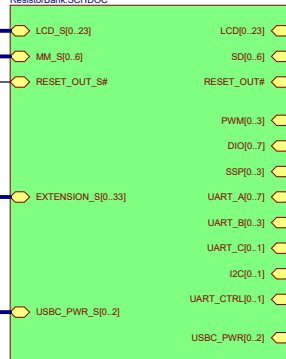 ResistorBank.SCHDOC
LCD_S[0..23] LCD[0..23]
MM_S[0..6] SD[0..6]
RESET_OUT_S# RESET_OUT#
PWM[0..3]
DIO[0..7]
SSP[0..3]
EXTENSION_S[0..33] UART_A[0..7]
UART_B[0..3]
UART_C[0..1]
I2C[0..1]
UART_CTRL[0..1]
USBC_PWR_S[0..2]
USBC_PWR[0..2]